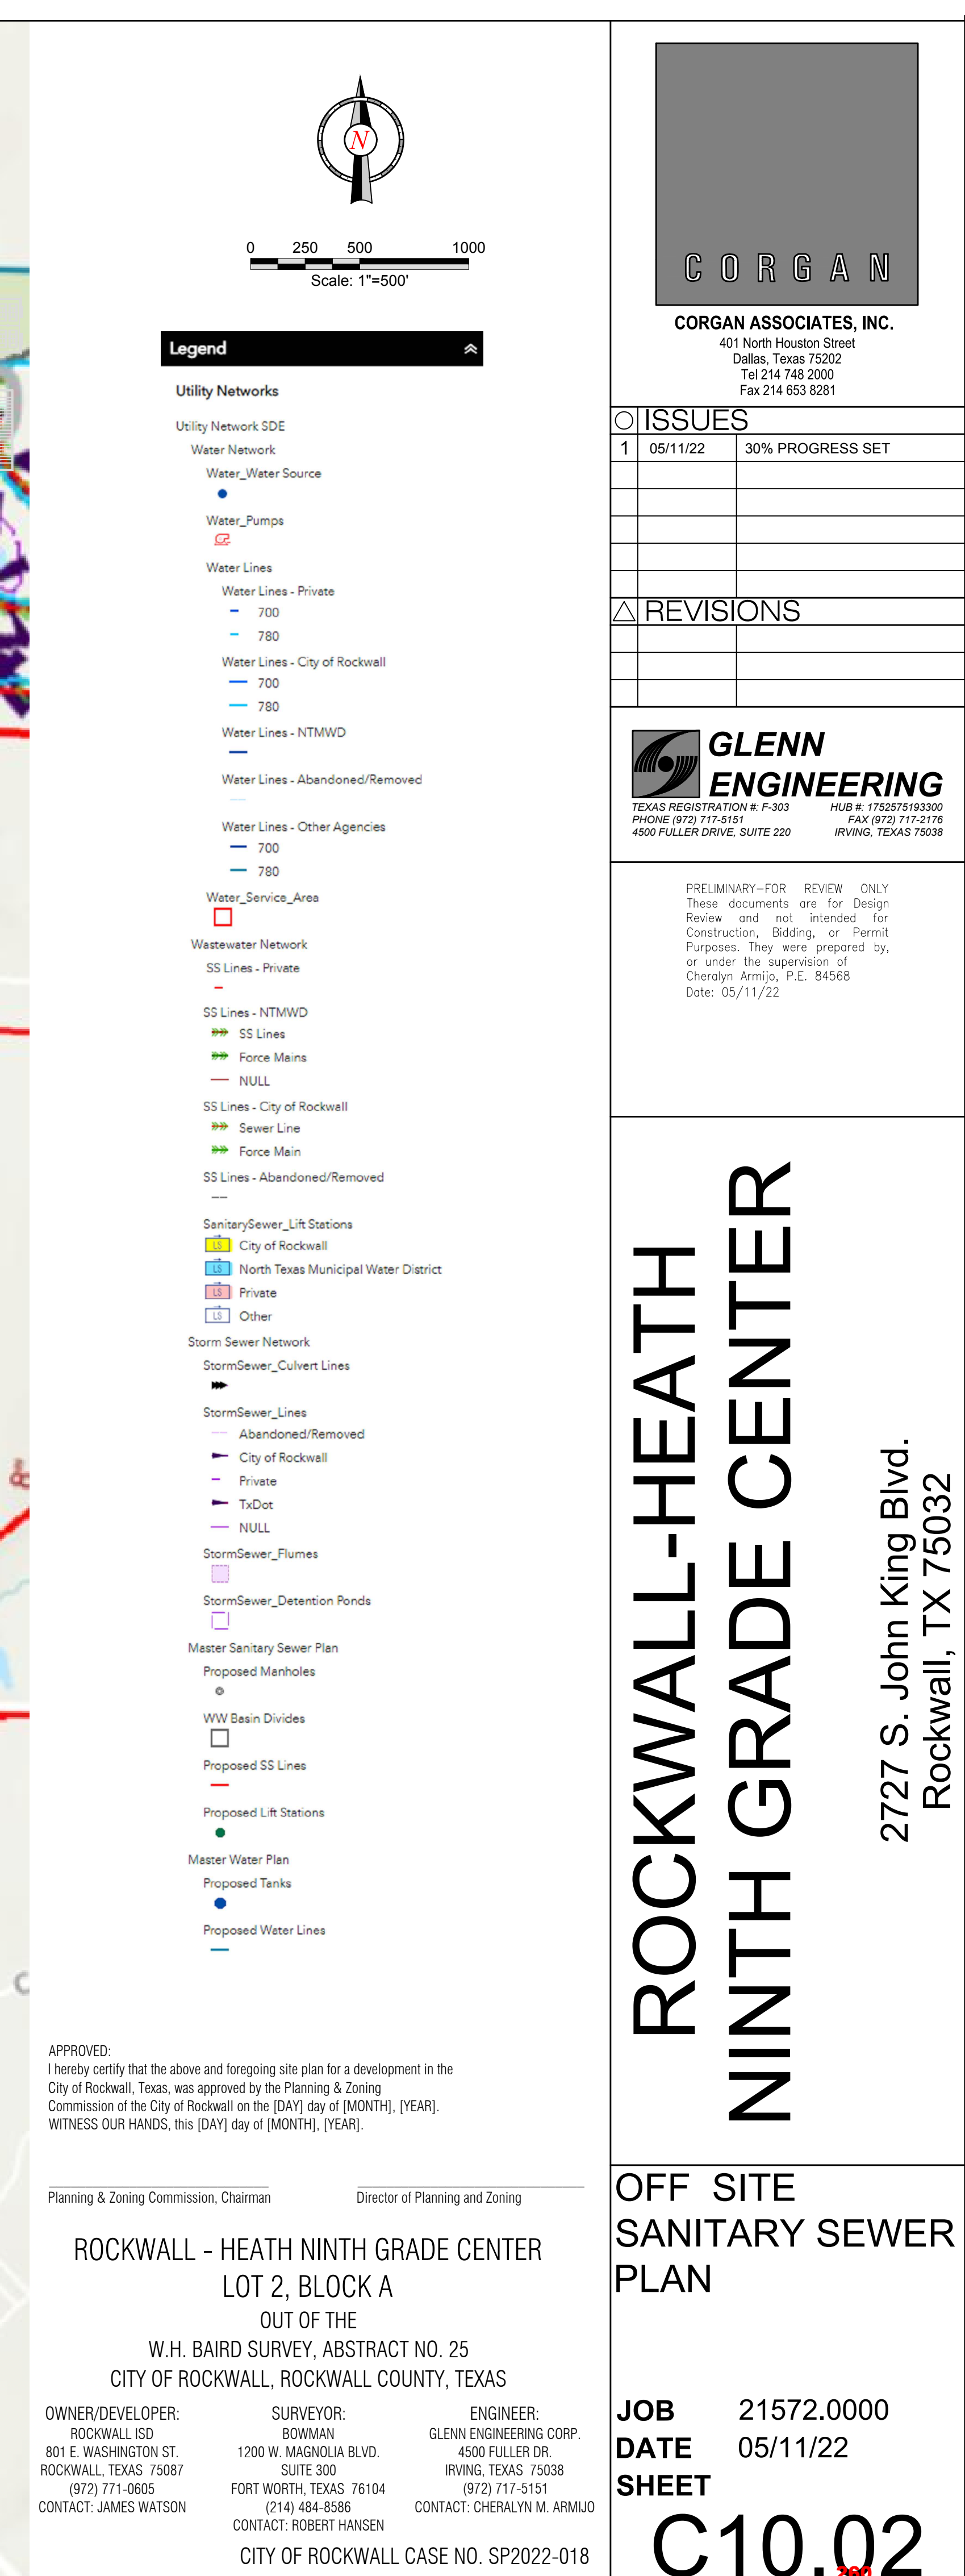 N
0 250 500 1000
Scale: 1"=500'
Legend
Utility Networks
Utility Network SDE
Water Network
Water_Water Source
Water_Pumps
Water Lines
Water Lines - Private
700
780
Water Lines - City of Rockwall
700
780
Water Lines - NTMWD
Water Lines - Abandoned/Removed
Water Lines - Other Agencies
700
780
Water_Service_Area
Wastewater Network
SS Lines - Private
SS Lines - NTMWD
SS Lines
Force Mains
NULL
SS Lines - City of Rockwall
Sewer Line
Force Main
SS Lines - Abandoned/Removed
SanitarySewer_Lift Stations
LS City of Rockwall
LS North Texas Municipal Water District
LS Private
LS Other
Storm Sewer Network
StormSewer_Culvert Lines
StormSewer_Lines
Abandoned/Removed
City of Rockwall
Private
TxDot
NULL
StormSewer_Flumes
StormSewer_Detention Ponds
Master Sanitary Sewer Plan
Proposed Manholes
WW Basin Divides
Proposed SS Lines
Proposed Lift Stations
Master Water Plan
Proposed Tanks
Proposed Water Lines
APPROVED:
I hereby certify that the above and foregoing site plan for a development in the
City of Rockwall, Texas, was approved by the Planning & Zoning
Commission of the City of Rockwall on the [DAY] day of [MONTH], [YEAR].
WITNESS OUR HANDS, this [DAY] day of [MONTH], [YEAR].
Planning & Zoning Commission, Chairman
Director of Planning and Zoning
ROCKWALL - HEATH NINTH GRADE CENTER
LOT 2, BLOCK A
OUT OF THE
W.H. BAIRD SURVEY, ABSTRACT NO. 25
CITY OF ROCKWALL, ROCKWALL COUNTY, TEXAS
OWNER/DEVELOPER:
ROCKWALL ISD
801 E. WASHINGTON ST.
ROCKWALL, TEXAS 75087
(972) 771-0605
CONTACT: JAMES WATSON
SURVEYOR:
BOWMAN
1200 W. MAGNOLIA BLVD.
SUITE 300
FORT WORTH, TEXAS 76104
(214) 484-8586
CONTACT: ROBERT HANSEN
ENGINEER:
GLENN ENGINEERING CORP.
4500 FULLER DR.
IRVING, TEXAS 75038
(972) 717-5151
CONTACT: CHERALYN M. ARMIJO
CITY OF ROCKWALL CASE NO. SP2022-018
CORGAN
CORGAN ASSOCIATES, INC.
401 North Houston Street
Dallas, Texas 75202
Tel 214 748 2000
Fax 214 653 8281
ISSUES
1 05/11/22 30% PROGRESS SET
REVISIONS
GLENN
ENGINEERING
TEXAS REGISTRATION #: F-303 HUB #: 1752575193300
PHONE (972) 717-5151 FAX (972) 717-2176
4500 FULLER DRIVE, SUITE 220 IRVING, TEXAS 75038
PRELIMINARY-FOR REVIEW ONLY
These documents are for Design
Review and not intended for
Construction, Bidding, or Permit
Purposes. They were prepared by,
or under the supervision of
Cheralyn Armijo, P.E. 84568
Date: 05/11/22
ROCKWALL-HEATH
NINTH GRADE CENTER
2727 S. John King Blvd.
Rockwall, TX 75032
OFF SITE
SANITARY SEWER
PLAN
JOB 21572.0000
DATE 05/11/22
SHEET
C10.02
260